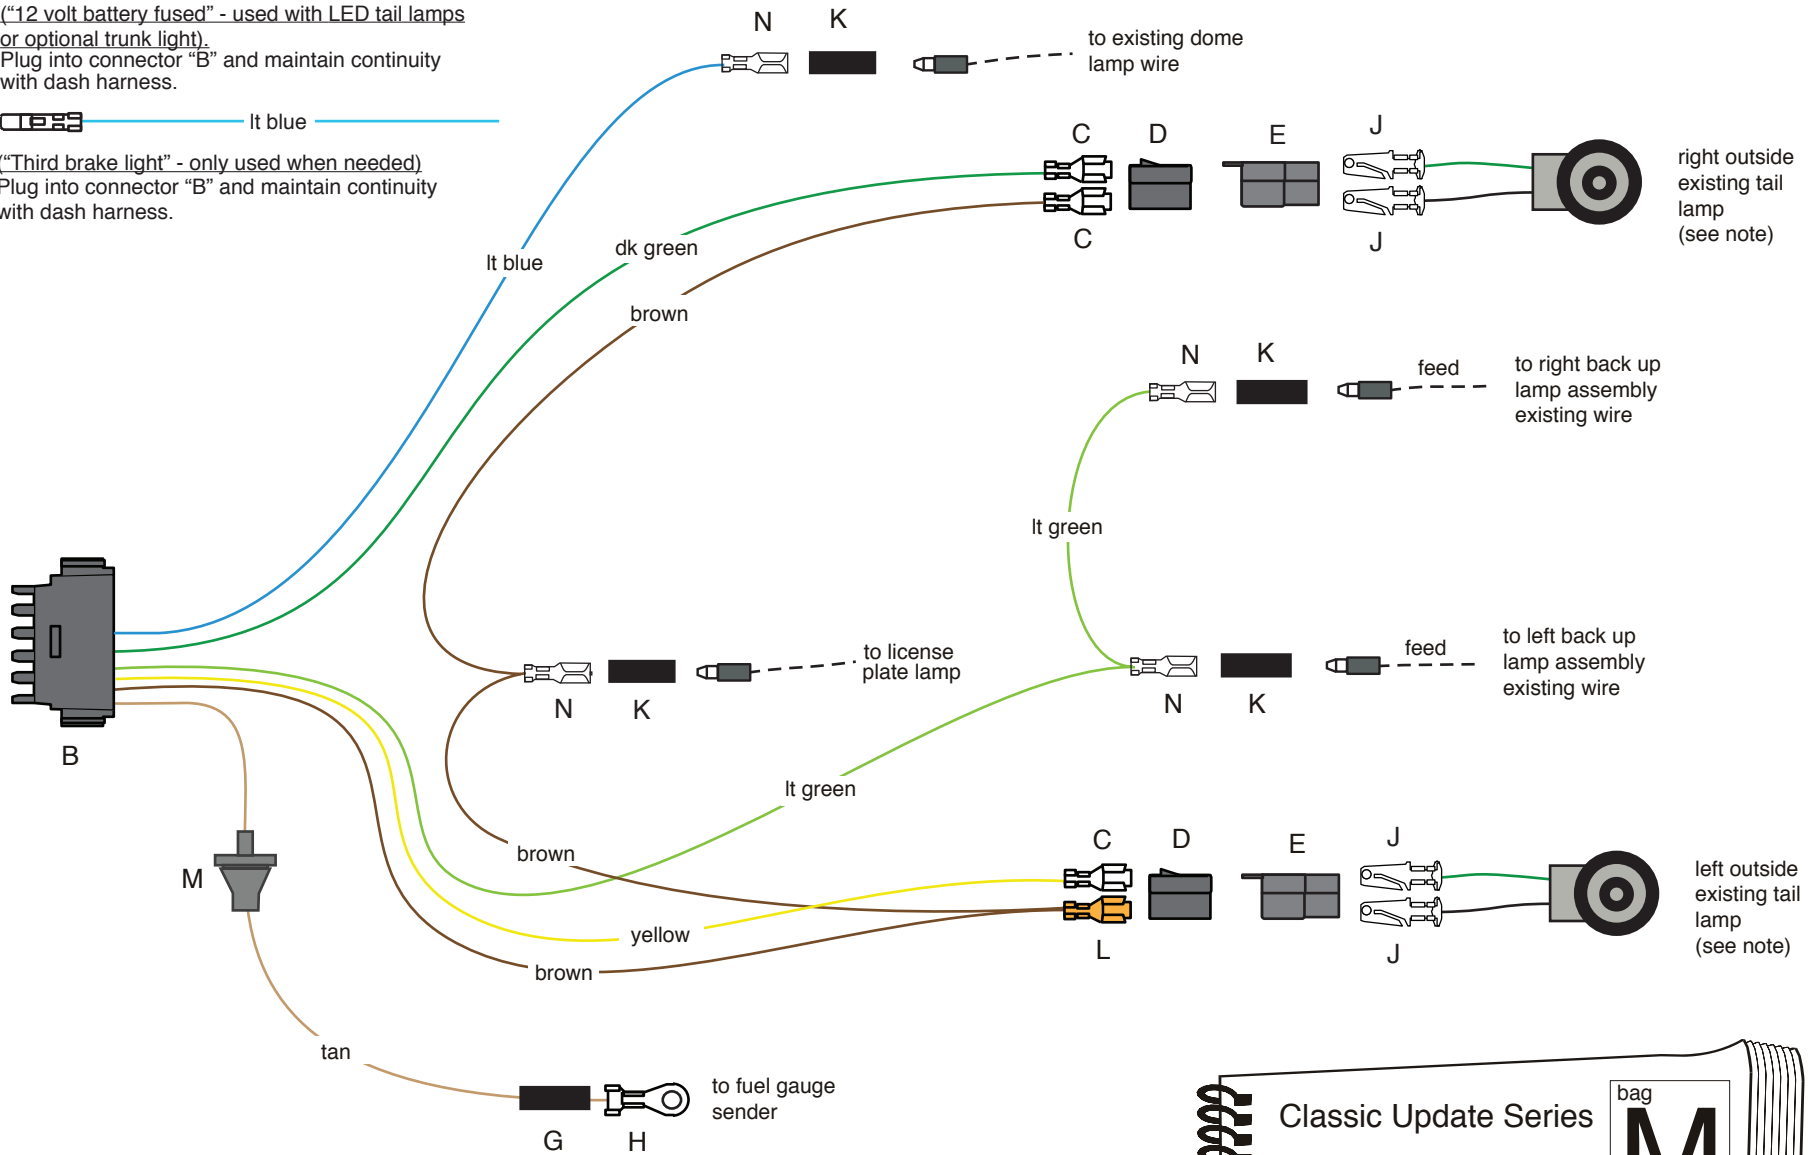 (“12 volt battery fused” - used with LED tail lamps
or optional trunk light).
Plug into connector “B” and maintain continuity
with dash harness.
lt blue
(“Third brake light” - only used when needed)
Plug into connector “B” and maintain continuity
with dash harness.
N K
to existing dome
lamp wire
C D E J
C J
right outside
existing tail
lamp
(see note)
lt blue
dk green
brown
N K
feed
to right back up
lamp assembly
existing wire
lt green
to license
plate lamp
N K
feed
to left back up
lamp assembly
existing wire
N K
B
lt green
brown
C D E J
L J
left outside
existing tail
lamp
(see note)
yellow
brown
M
tan
to fuel gauge
sender
G H
Classic Update Series
bag
M